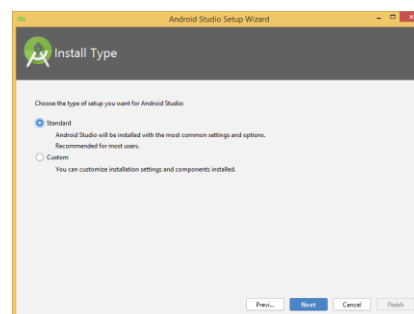 Android Studio Setup Wizard
Install Type
Choose the type of setup you want for Android Studio:
Standard
Android Studio will be installed with the most common settings and options.
Recommended for most users.
Custom
You can customize installation settings and components installed.
Previ... Next Cancel Finish